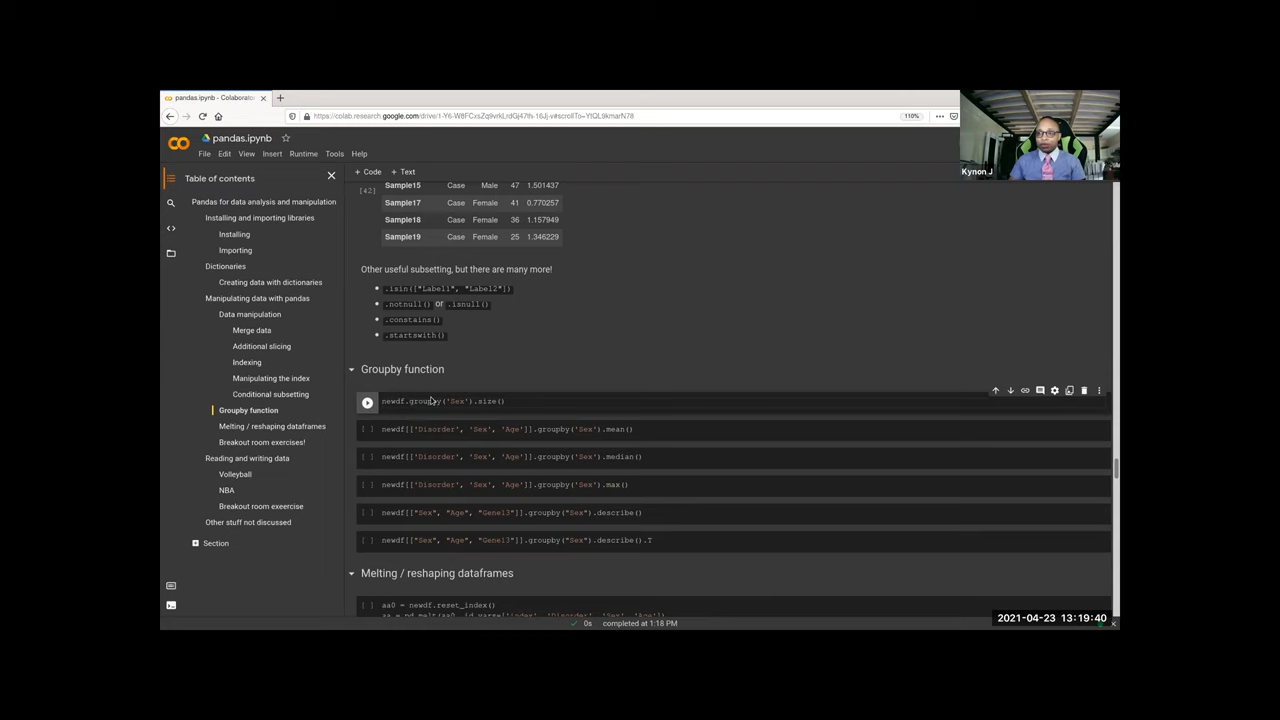 pandas.ipynb - Colaborato
https://colab.research.google.com/drive/1-Y6-W8FCxsZqtlvrkLrdGj47th-16Jj-v#scrollTo=YtQL9kmarN78
110%
pandas.ipynb
File Edit View Insert Runtime Tools Help
Kynon J
Table of contents
+ Code + Text
Pandas for data analysis and manipulation
Installing and importing libraries
Installing
Importing
Dictionaries
Creating data with dictionaries
Manipulating data with pandas
Data manipulation
Merge data
Additional slicing
Indexing
Manipulating the index
Conditional subsetting
Groupby function
Melting / reshaping dataframes
Breakout room exercises!
Reading and writing data
Volleyball
NBA
Breakout room exeercise
Other stuff not discussed
Section
[42]
Sample15 Case Male 47 1.501437
Sample17 Case Female 41 0.770257
Sample18 Case Female 36 1.157949
Sample19 Case Female 25 1.346229
Other useful subsetting, but there are many more!
.isin(["Label1", "Label2"])
.notnull() or .isnull()
.constains()
.startswith()
Groupby function
newdf.groupby('Sex').size()
[ ] newdf[['Disorder', 'Sex', 'Age']].groupby('Sex').mean()
newdf[['Disorder', 'Sex', 'Age']].groupby('Sex').median()
[ ] newdf[['Disorder', 'Sex', 'Age']].groupby('Sex').max()
[ ] newdf[["Sex", "Age", "Gene13"]].groupby("Sex").describe()
[ ] newdf[["Sex", "Age", "Gene13"]].groupby("Sex").describe().T
Melting / reshaping dataframes
[ ] aa0 = newdf.reset_index()
0s completed at 1:18 PM
2021-04-23 13:19:40